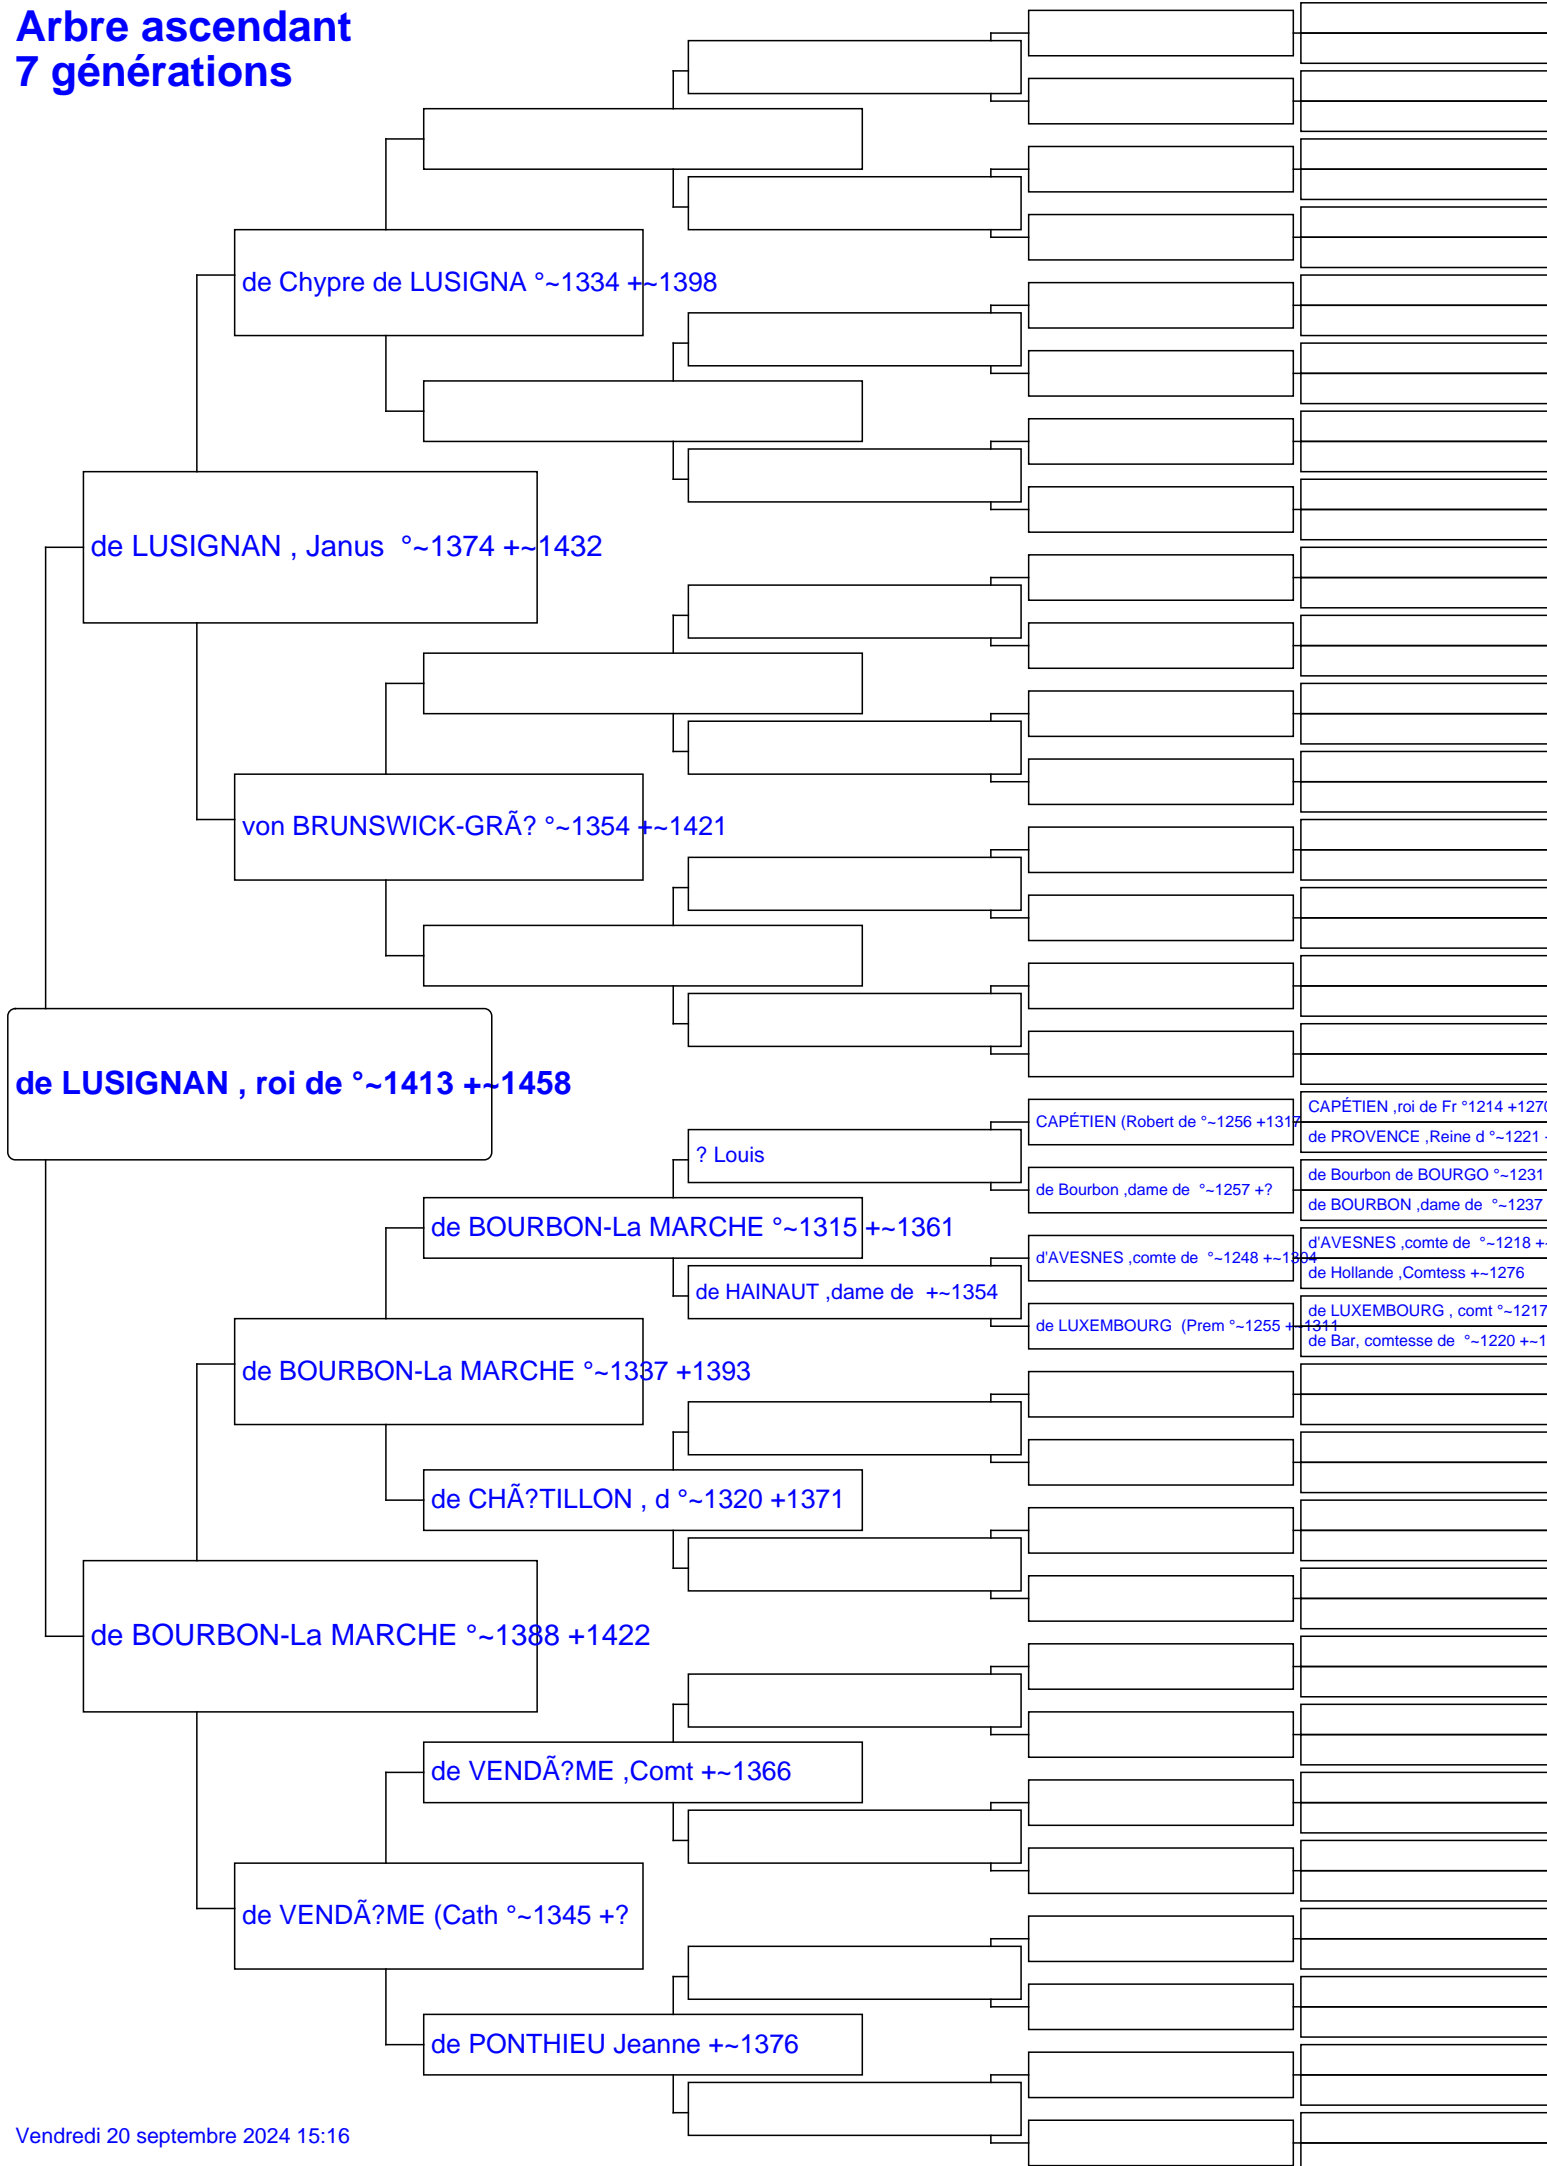 Arbre ascendant
7 générations
de Chypre de LUSIGNA °~1334 +~1398
de LUSIGNAN , Janus °~1374 +~1432
von BRUNSWICK-GRÃ? °~1354 +~1421
de LUSIGNAN , roi de °~1413 +~1458
CAPÉTIEN ,roi de Fr °1214 +1270
CAPÉTIEN (Robert de °~1256 +1317
de PROVENCE ,Reine d °~1221
? Louis
de Bourbon de BOURGO °~1231
de Bourbon ,dame de °~1257 +?
de BOURBON ,dame de °~1237
de BOURBON-La MARCHE °~1315 +~1361
d'AVESNES ,comte de °~1218 +~
d'AVESNES ,comte de °~1248 +~1304
de Hollande ,Comtess +~1276
de HAINAUT ,dame de +~1354
de LUXEMBOURG , comt °~1217
de LUXEMBOURG (Prem °~1255 +~1311
de Bar, comtesse de °~1220 +~1
de BOURBON-La MARCHE °~1337 +1393
de CHÃ?TILLON , d °~1320 +1371
de BOURBON-La MARCHE °~1388 +1422
de VENDÃ?ME ,Comt +~1366
de VENDÃ?ME (Cath °~1345 +?
de PONTHIEU Jeanne +~1376
Vendredi 20 septembre 2024 15:16